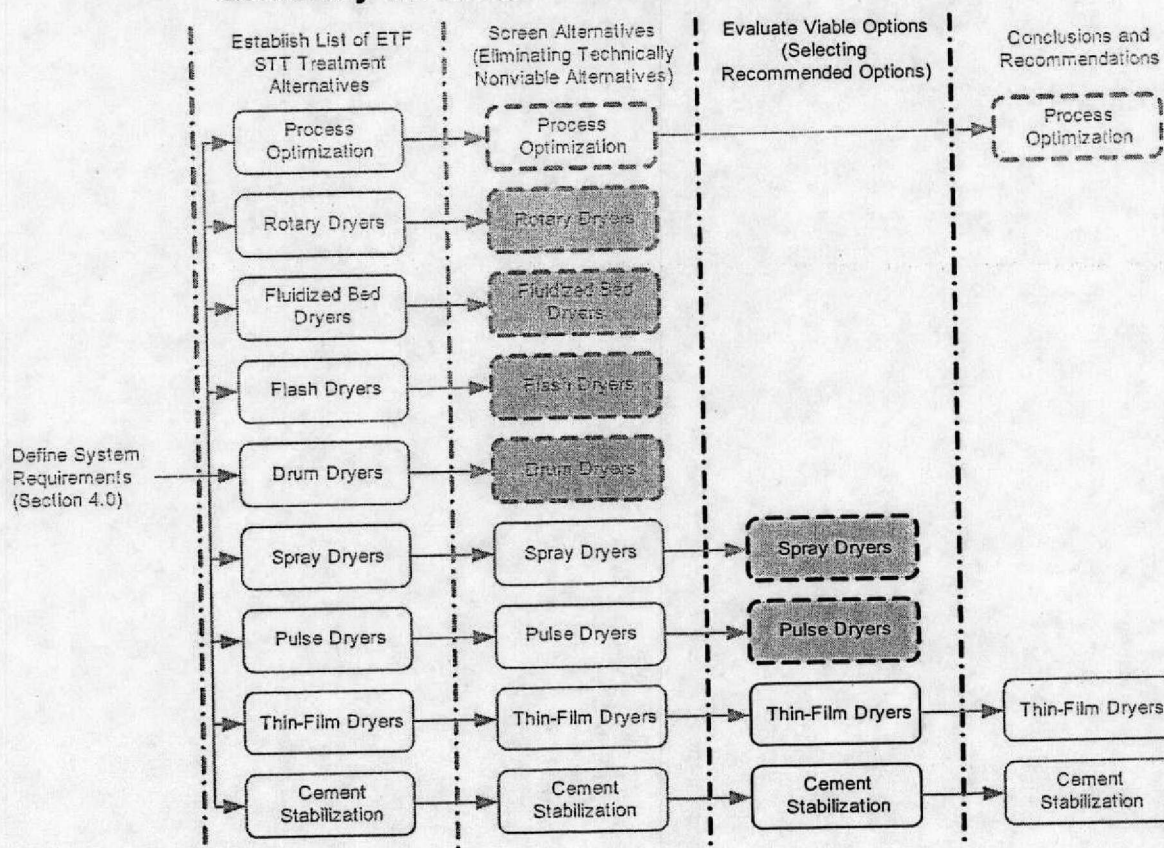 Establish List of ETF
STT Treatment
Alternatives
Screen Alternatives
(Eliminating Technically
Nonviable Alternatives)
Evaluate Viable Options
(Selecting
Recommended Options)
Conclusions and
Recommendations
Process
Optimization
Process
Optimization
Process
Optimization
Rotary Dryers
Rotary Dryers
Fluidized Bed
Dryers
Fluidized Bed
Dryers
Flash Dryers
Flash Dryers
Define System
Requirements
(Section 4.0)
Drum Dryers
Drum Dryers
Spray Dryers
Spray Dryers
Spray Dryers
Pulse Dryers
Pulse Dryers
Pulse Dryers
Thin-Film Dryers
Thin-Film Dryers
Thin-Film Dryers
Thin-Film Dryers
Cement
Stabilization
Cement
Stabilization
Cement
Stabilization
Cement
Stabilization